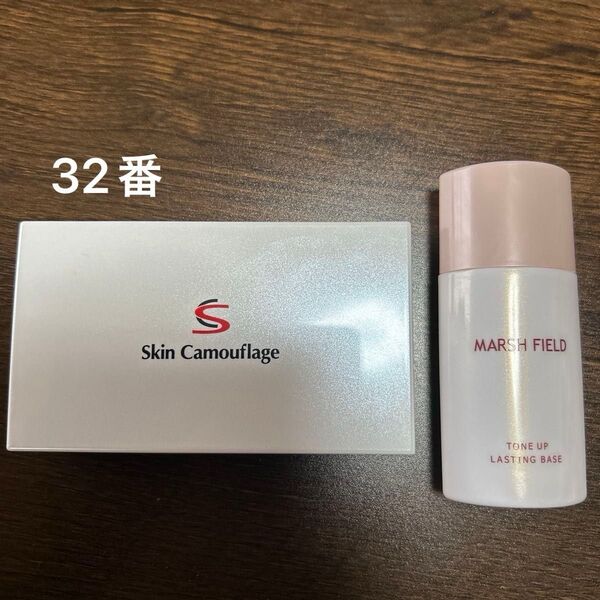 32番
S
Skin Camouflage
MARSH FIELD
TONE UP
LASTING BASE